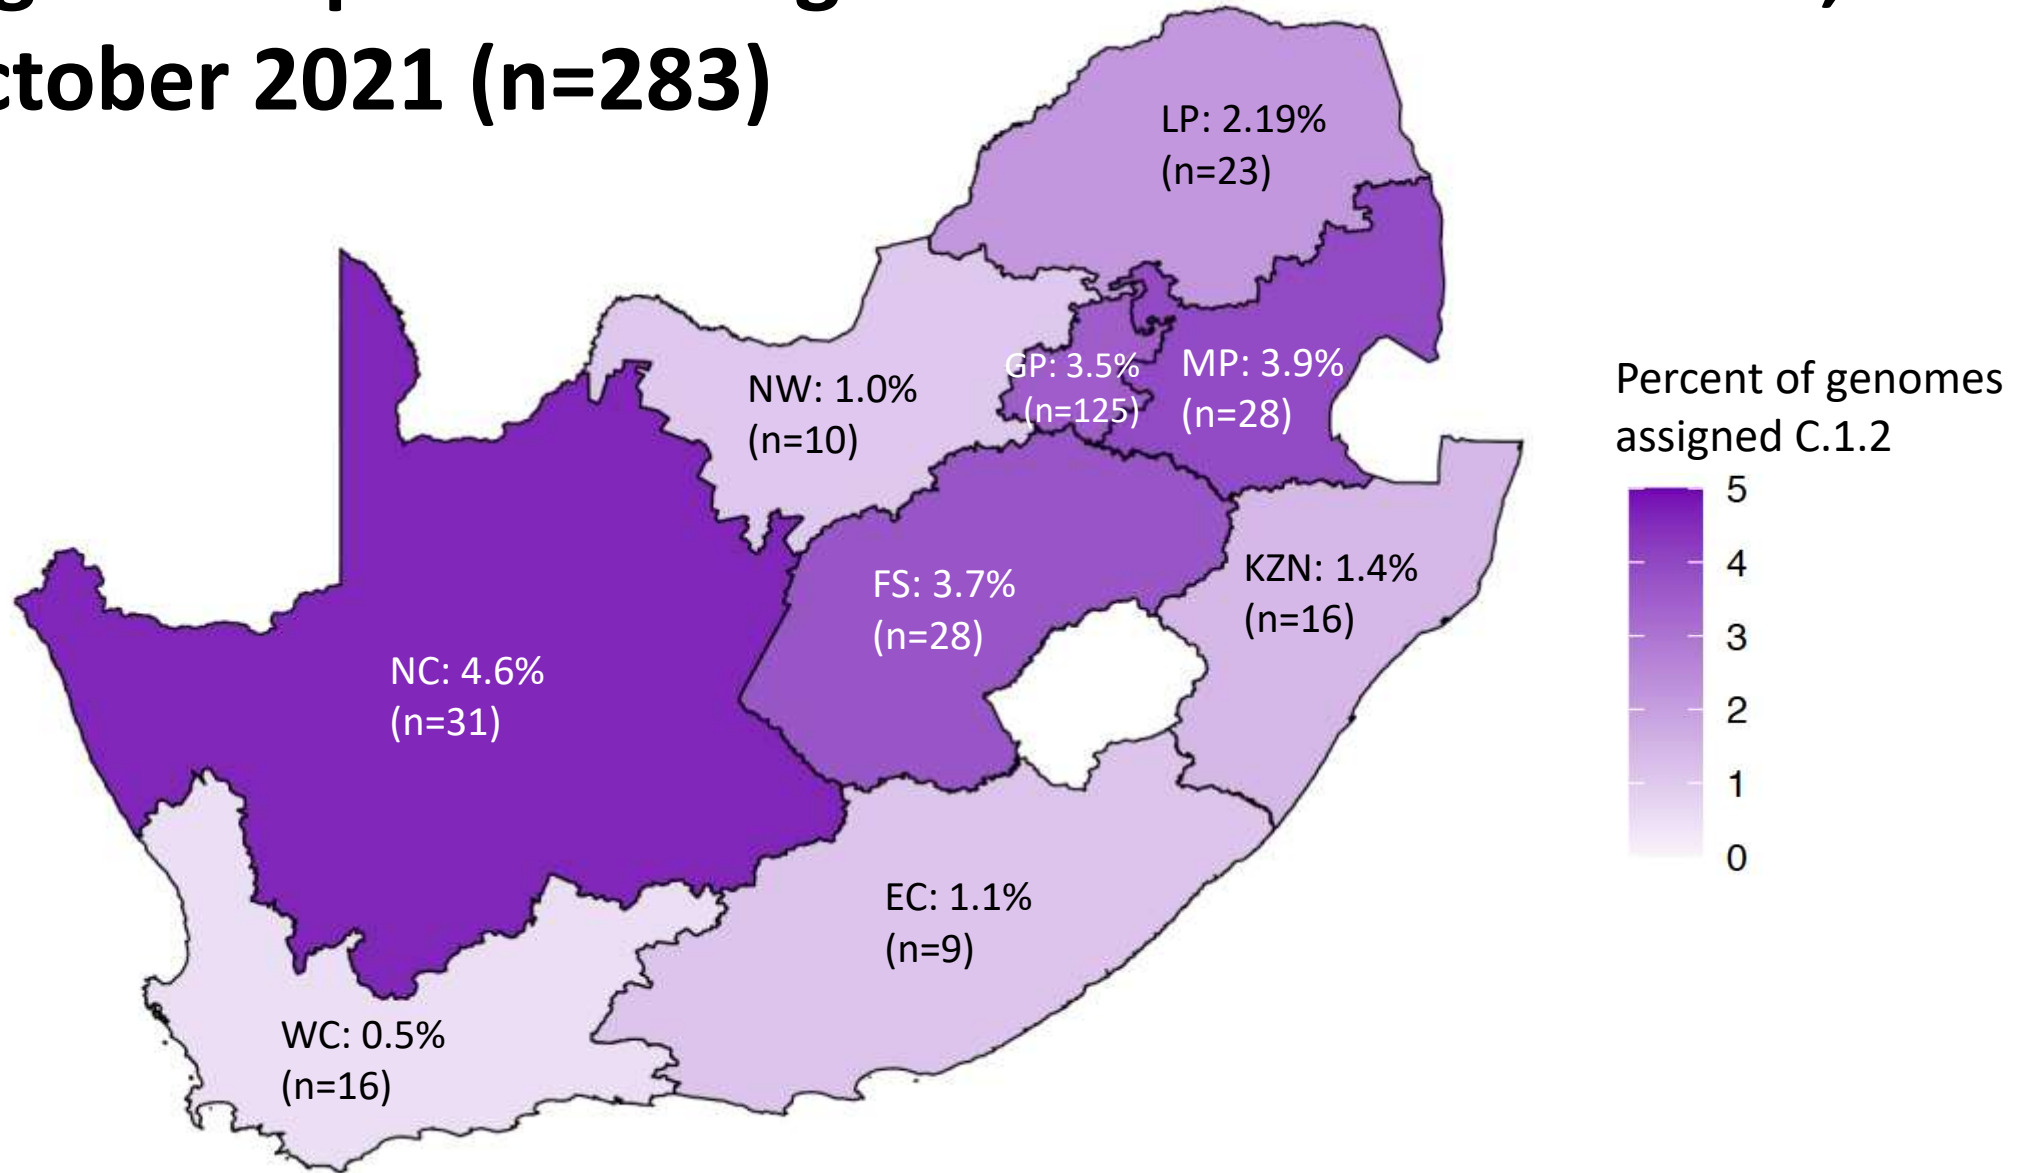 October 2021 (n=283)
LP: 2.19%
(n=23)
GP: 3.5%
(n=125)
MP: 3.9%
(n=28)
NW: 1.0%
(n=10)
Percent of genomes
assigned C.1.2
5
4
3
2
1
0
FS: 3.7%
(n=28)
KZN: 1.4%
(n=16)
NC: 4.6%
(n=31)
EC: 1.1%
(n=9)
WC: 0.5%
(n=16)